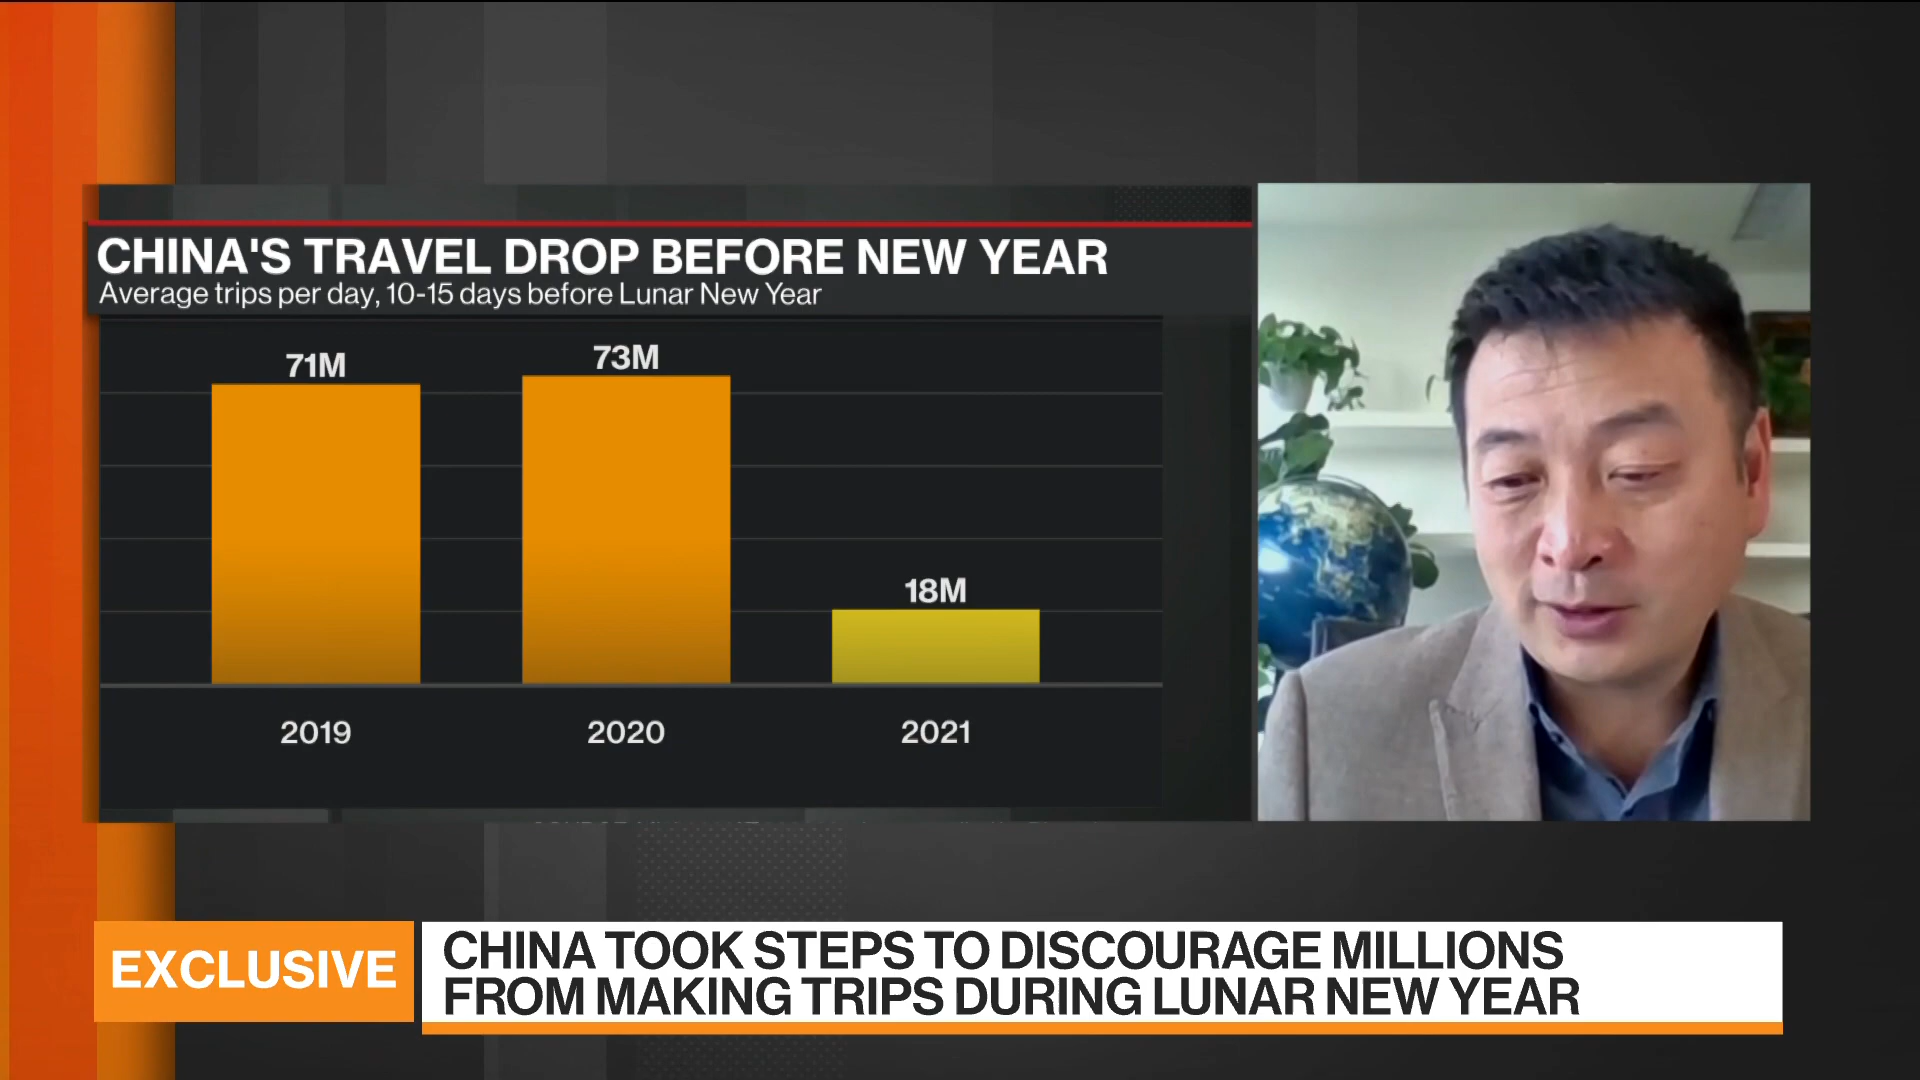 CHINA'S TRAVEL DROP BEFORE NEW YEAR
Average trips per day, 10-15 days before Lunar New Year
71M
73M
18M
2019
2020
2021
EXCLUSIVE
CHINA TOOK STEPS TO DISCOURAGE MILLIONS
FROM MAKING TRIPS DURING LUNAR NEW YEAR